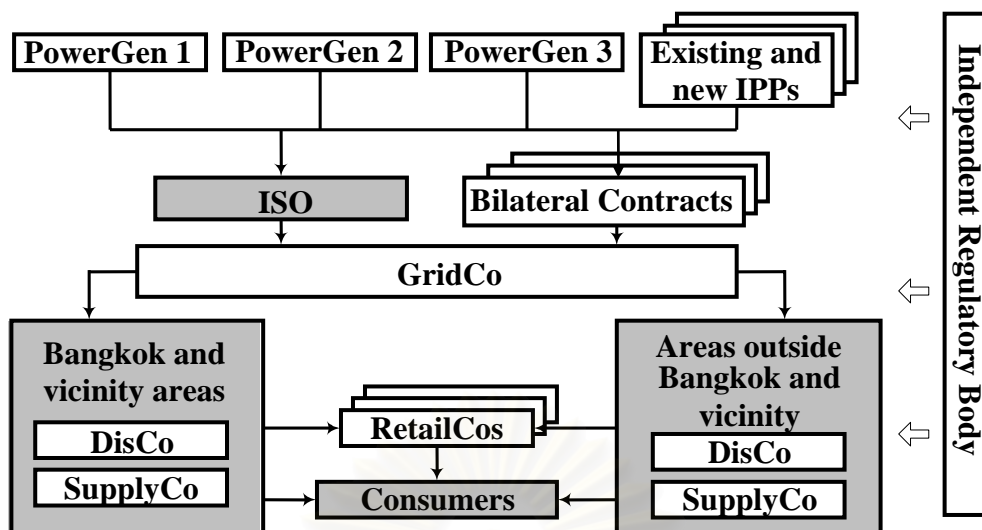 PowerGen 1
PowerGen 2
PowerGen 3
Existing and
new IPPs
ISO
Bilateral Contracts
GridCo
Bangkok and
vicinity areas
DisCo
SupplyCo
RetailCos
Consumers
Areas outside
Bangkok and
vicinity
DisCo
SupplyCo
Independent Regulatory Body